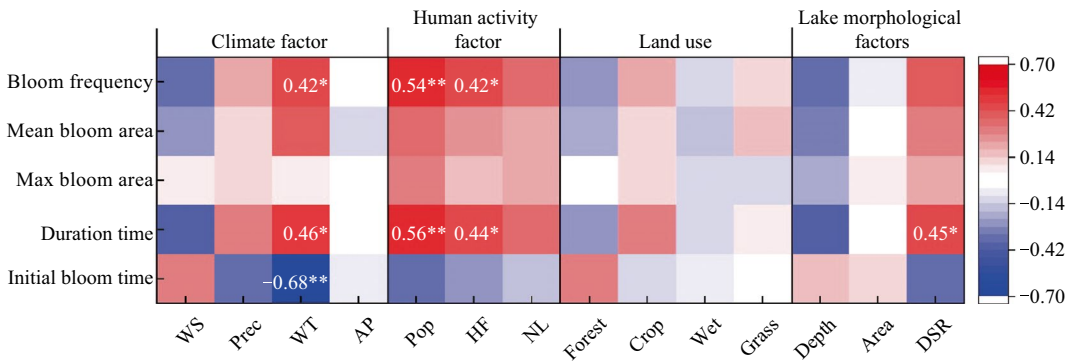 Climate factor
Human activity
factor
Land use
Lake morphological
factors
Bloom frequency
0.42*
0.54**
0.42*
Mean bloom area
Max bloom area
Duration time
0.46*
0.56**
0.44*
0.45*
Initial bloom time
−0.68**
WS
Prec
WT
AP
Pop
HF
NL
Forest
Crop
Wet
Grass
Depth
Area
DSR
0.70
0.42
0.14
−0.14
−0.42
−0.70